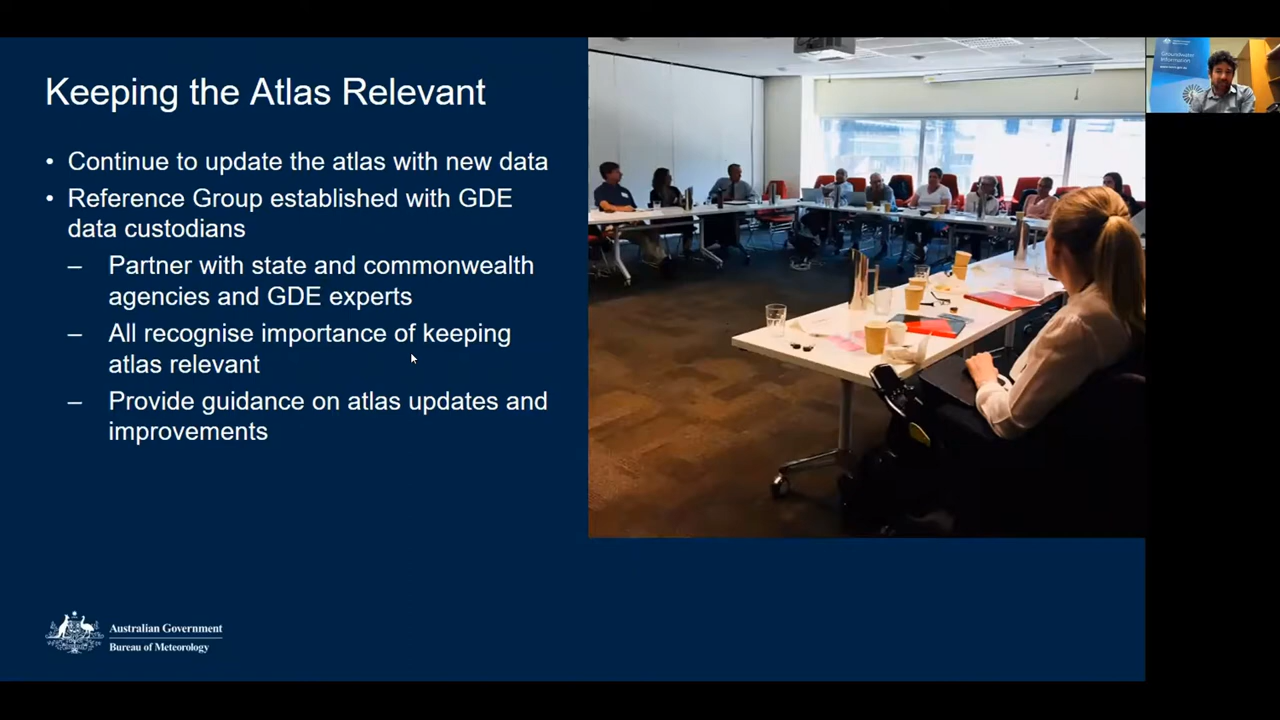 Keeping the Atlas Relevant
• Continue to update the atlas with new data
• Reference Group established with GDE
data custodians
– Partner with state and commonwealth
agencies and GDE experts
– All recognise importance of keeping
atlas relevant
– Provide guidance on atlas updates and
improvements
Australian Government
Bureau of Meteorology
Groundwater
Information